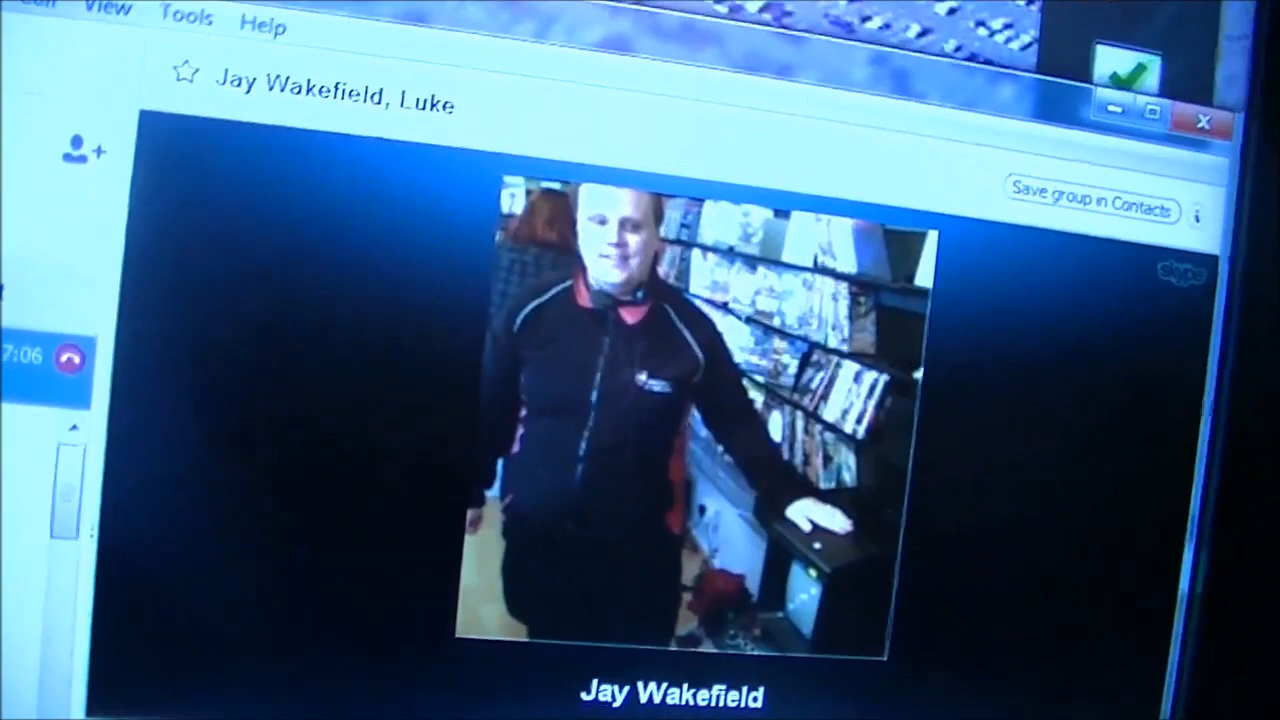 View Tools Help
Jay Wakefield, Luke
Save group in Contacts
skype
7:06
Jay Wakefield